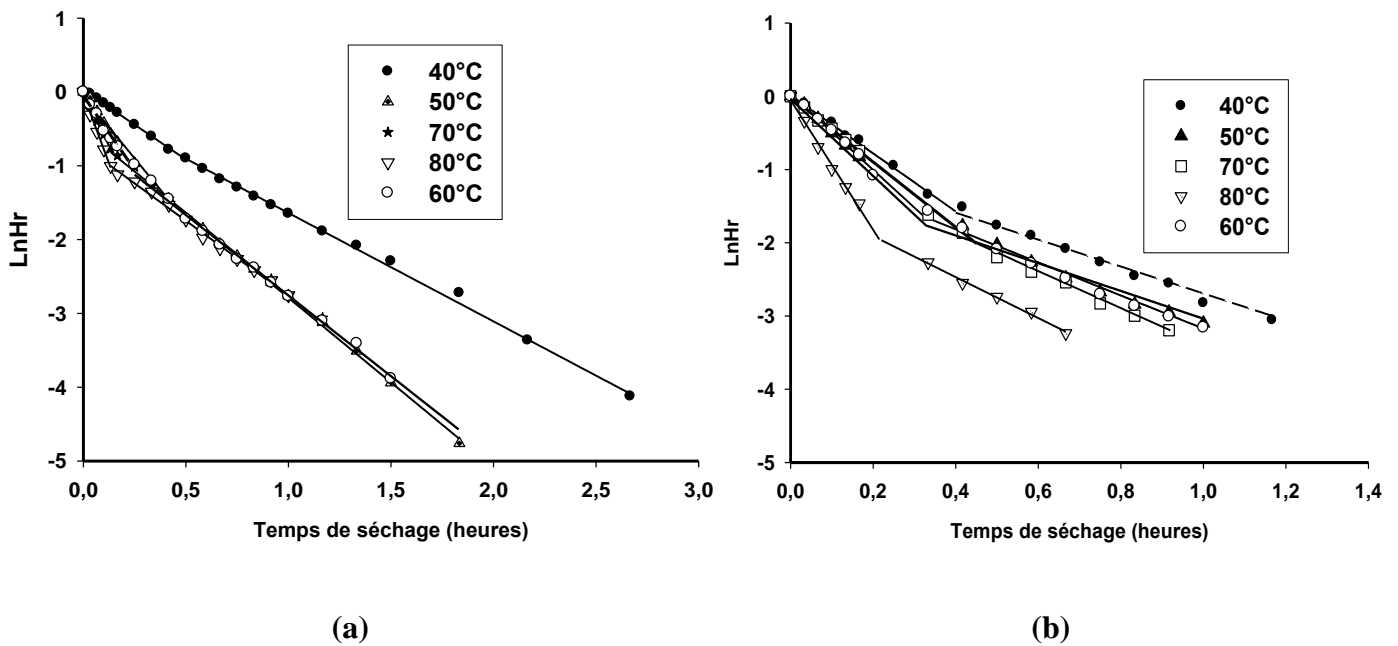 1
0
-1
-2
-3
-4
-5
LnHr
0,0 0,5 1,0 1,5 2,0 2,5 3,0
Temps de séchage (heures)
40°C
50°C
70°C
80°C
60°C
(a)
1
0
-1
-2
-3
-4
-5
LnHr
0,0 0,2 0,4 0,6 0,8 1,0 1,2 1,4
Temps de séchage (heures)
40°C
50°C
70°C
80°C
60°C
(b)